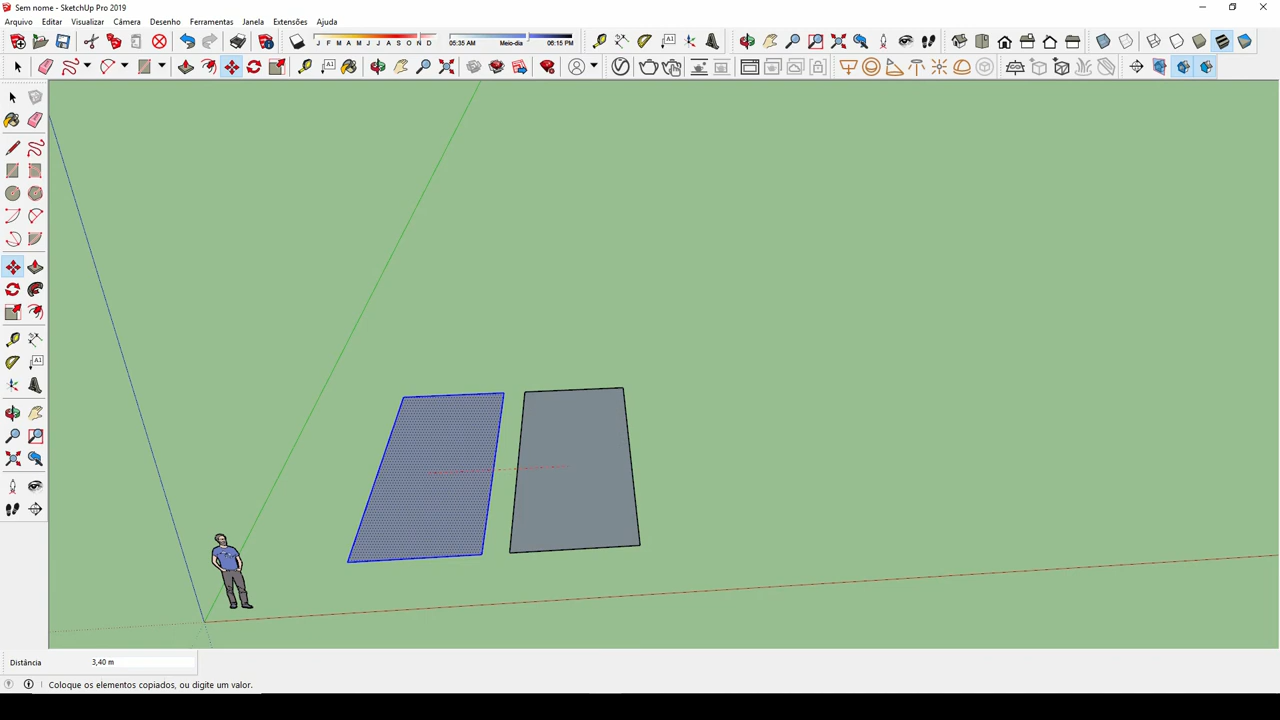 Sem nome - SketchUp Pro 2019
Arquivo Editar Visualizar Câmera Desenho Ferramentas Janela Extensões Ajuda
J F M A M J J A S O N D 05:35 AM Meio-dia 06:15 PM
Distância 3,40 m
Coloque os elementos copiados, ou digite um valor.